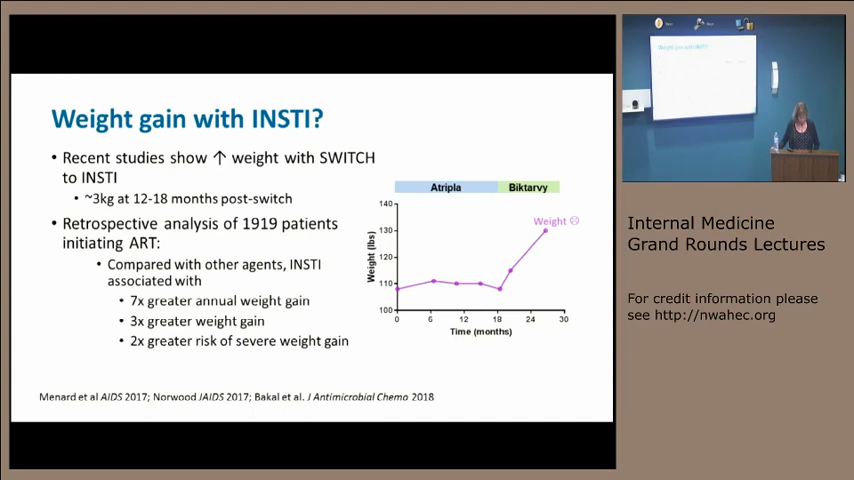 Weight gain with INSTI?
• Recent studies show ↑ weight with SWITCH
to INSTI
• ~3kg at 12-18 months post-switch
• Retrospective analysis of 1919 patients
initiating ART:
• Compared with other agents, INSTI
associated with
• 7x greater annual weight gain
• 3x greater weight gain
• 2x greater risk of severe weight gain
Atripla
Biktarvy
Weight ☹
Weight (lbs)
140
130
120
110
100
0 6 12 18 24 30
Time (months)
Menard et al AIDS 2017; Norwood JAIDS 2017; Bakal et al. J Antimicrobial Chemo 2018
Weight gain with INSTI?
Internal Medicine
Grand Rounds Lectures
For credit information please
see http://nwahec.org